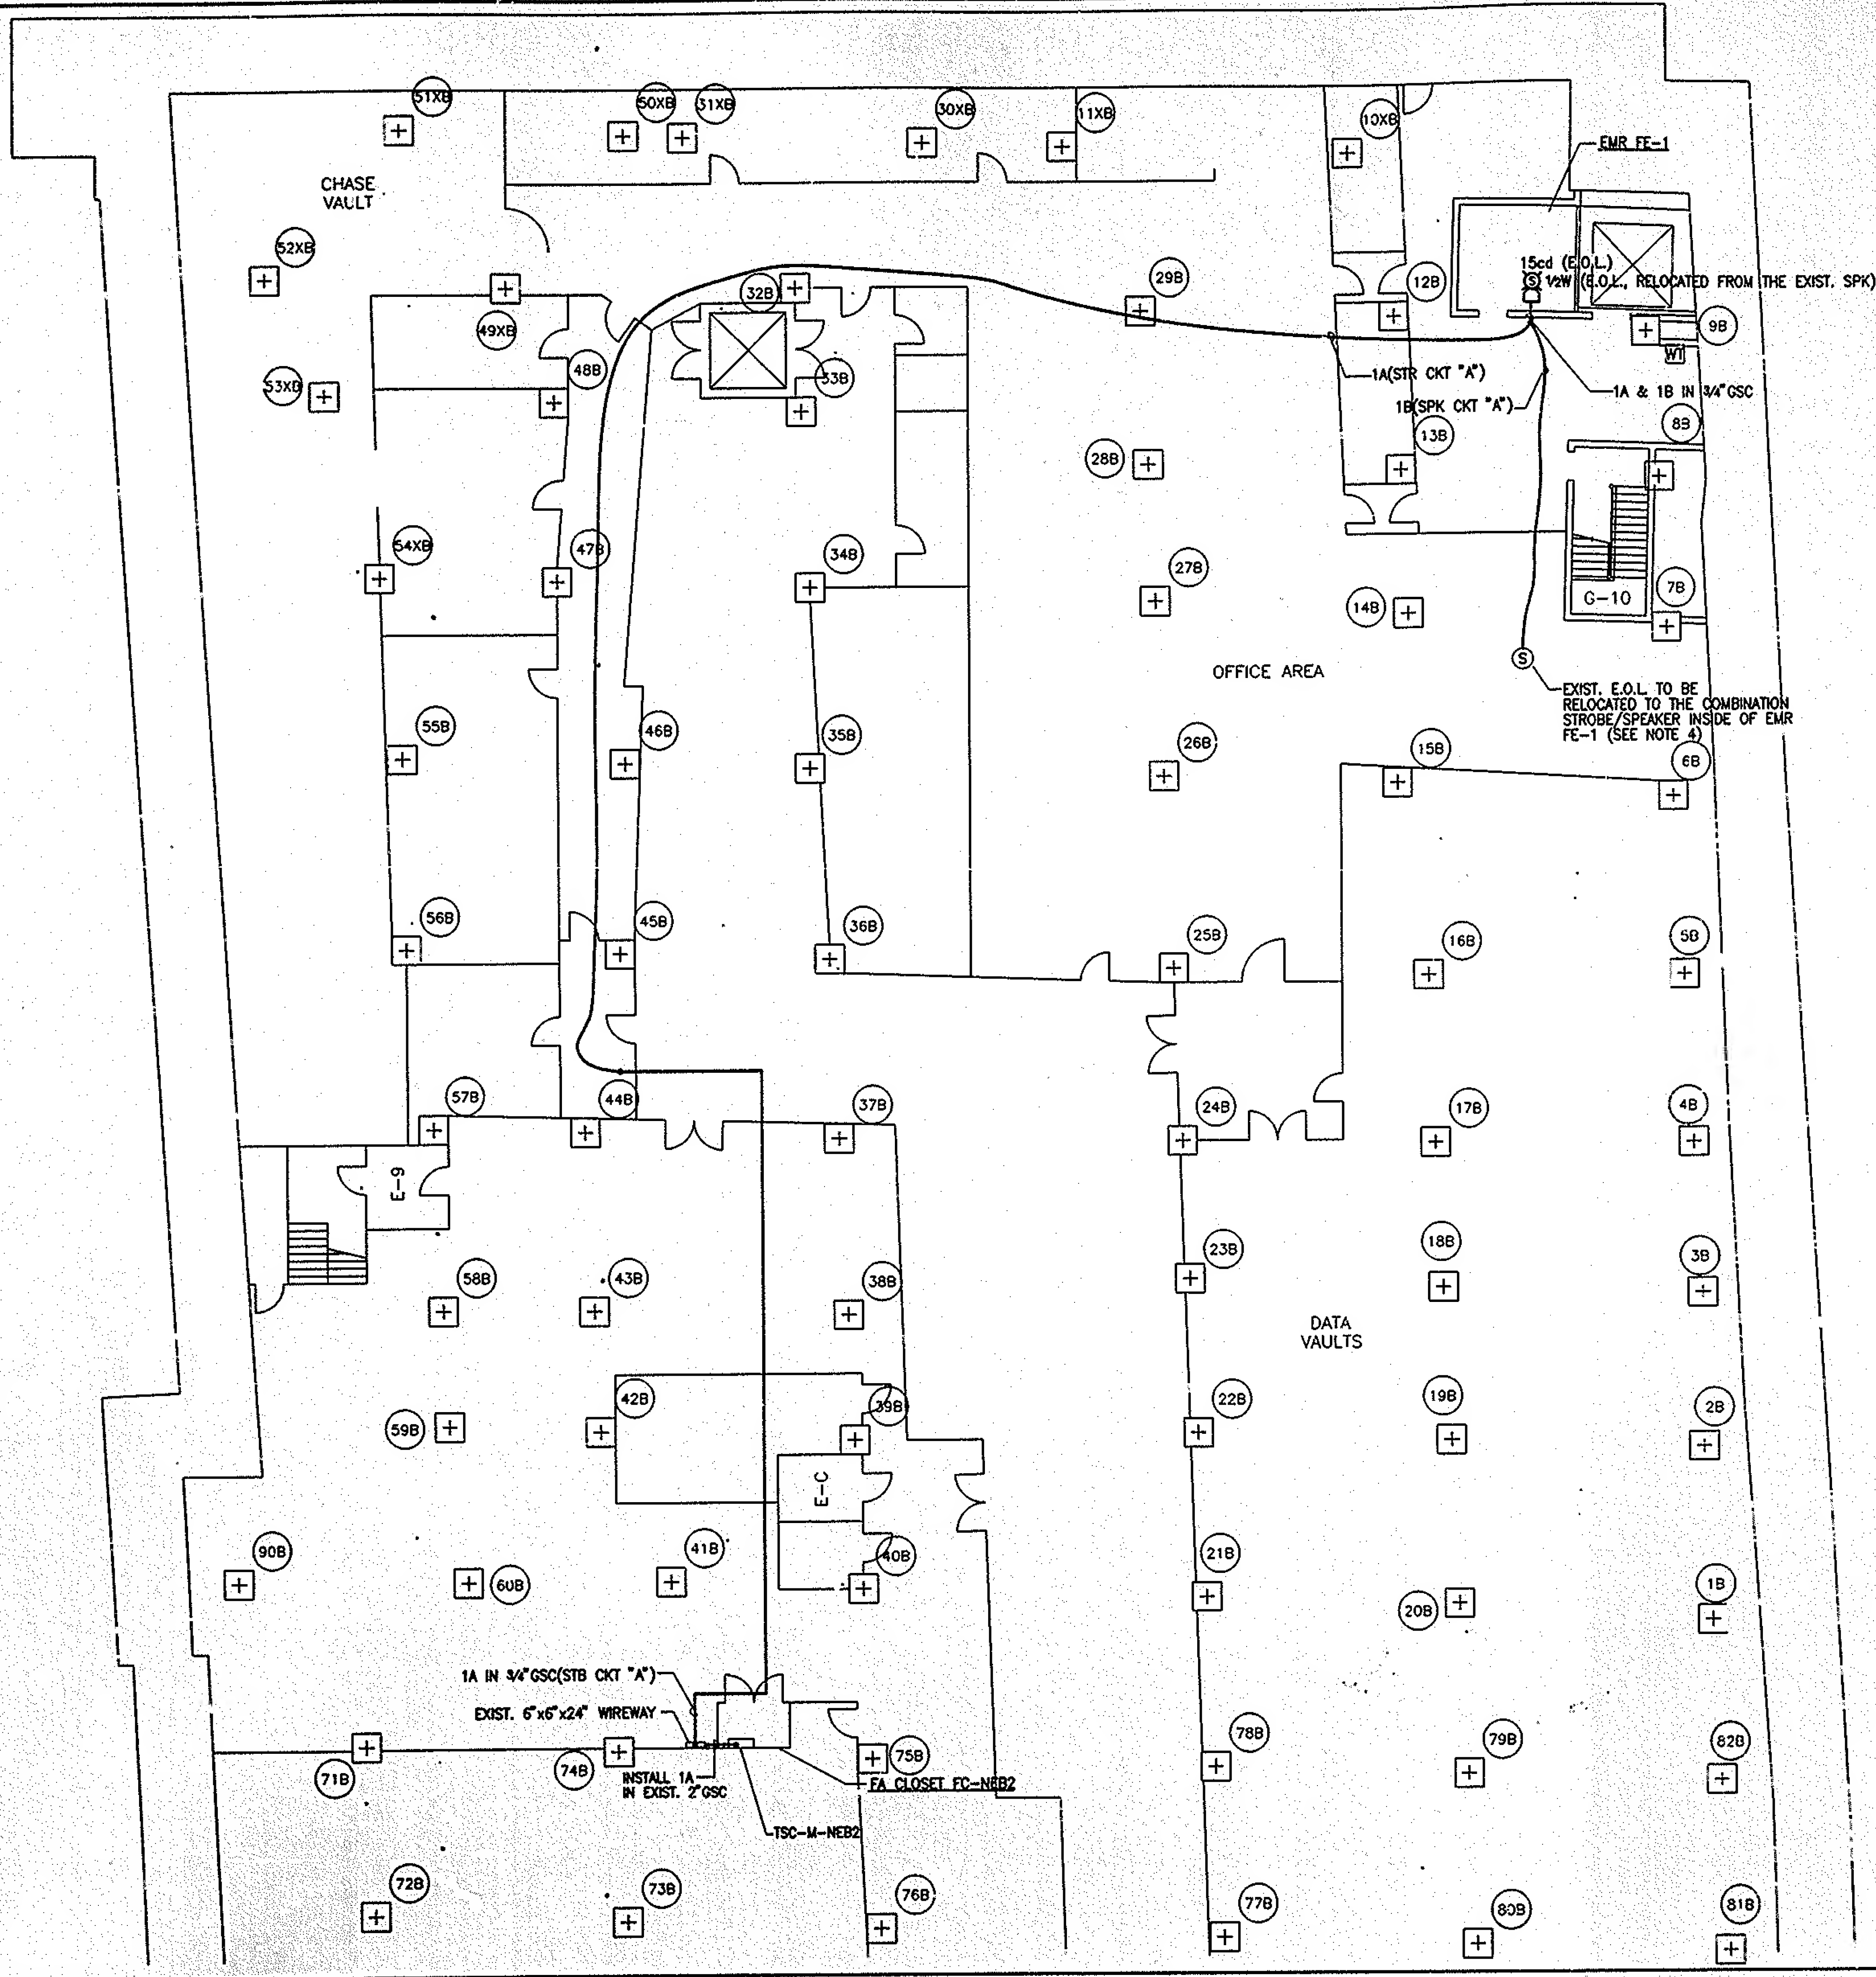 51XB
50XB
31XB
30XB
11XB
10XB
EMR FE-1
CHASE
VAULT
52XB
32B
29B
12B
15cd (E.O.L.)
S 1/2W (E.O.L., RELOCATED FROM THE EXIST. SPK)
49XB
9B
WT
53XB
48B
33B
1A(STR CKT "A")
1B(SPK CKT "A")
1A & 1B IN 3/4" GSC
28B
13B
8B
54XB
47B
34B
27B
14B
G-10
7B
OFFICE AREA
S
EXIST. E.O.L. TO BE
RELOCATED TO THE COMBINATION
STROBE/SPEAKER INSIDE OF EMR
FE-1 (SEE NOTE 4)
55B
46B
35B
26B
15B
6B
56B
45B
36B
25B
16B
5B
57B
44B
37B
24B
17B
4B
E-9
58B
43B
38B
23B
18B
3B
DATA
VAULTS
59B
42B
39B
22B
19B
2B
E-C
90B
60B
41B
40B
21B
20B
1B
1A IN 3/4" GSC(STB CKT "A")
EXIST. 6"x6"x24" WIREWAY
71B
74B
INSTALL 1A
IN EXIST. 2" GSC
75B
FA CLOSET FC-NEB2
78B
79B
82B
TSC-M-NEB2
72B
73B
76B
77B
80B
81B